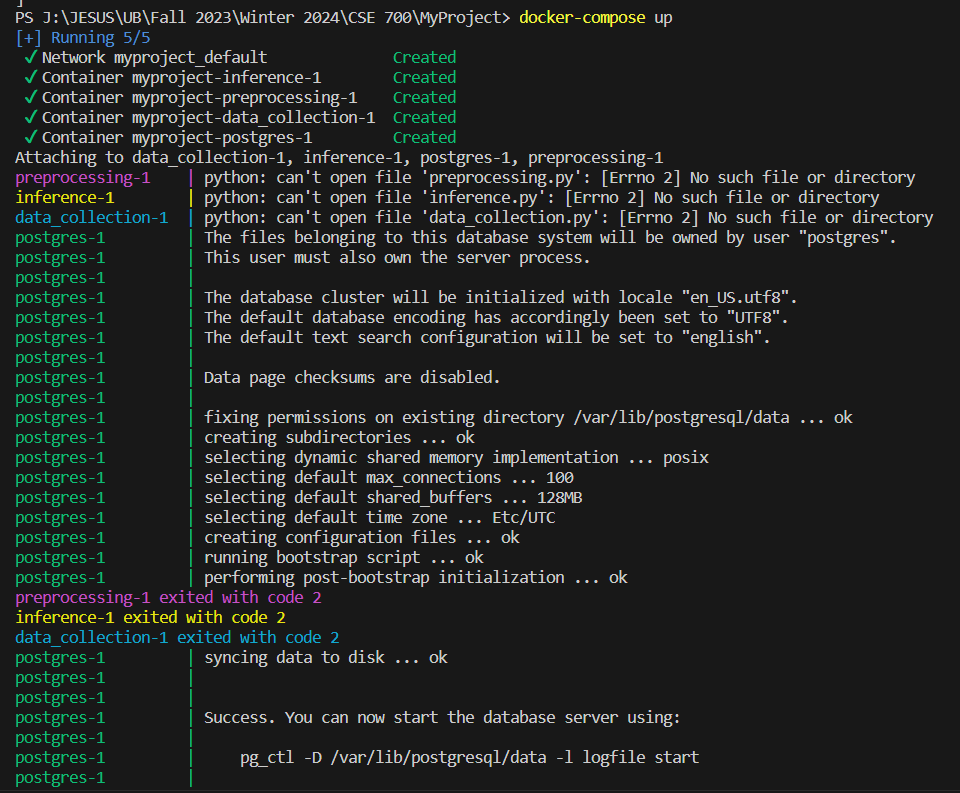 PS J:\JESUS\UB\Fall 2023\Winter 2024\CSE 700\MyProject> docker-compose up
[+] Running 5/5
✔ Network myproject_default Created
✔ Container myproject-inference-1 Created
✔ Container myproject-preprocessing-1 Created
✔ Container myproject-data_collection-1 Created
✔ Container myproject-postgres-1 Created
Attaching to data_collection-1, inference-1, postgres-1, preprocessing-1
preprocessing-1 | python: can't open file 'preprocessing.py': [Errno 2] No such file or directory
inference-1 | python: can't open file 'inference.py': [Errno 2] No such file or directory
data_collection-1 | python: can't open file 'data_collection.py': [Errno 2] No such file or directory
postgres-1 | The files belonging to this database system will be owned by user "postgres".
postgres-1 | This user must also own the server process.
postgres-1 |
postgres-1 | The database cluster will be initialized with locale "en_US.utf8".
postgres-1 | The default database encoding has accordingly been set to "UTF8".
postgres-1 | The default text search configuration will be set to "english".
postgres-1 |
postgres-1 | Data page checksums are disabled.
postgres-1 |
postgres-1 | fixing permissions on existing directory /var/lib/postgresql/data ... ok
postgres-1 | creating subdirectories ... ok
postgres-1 | selecting dynamic shared memory implementation ... posix
postgres-1 | selecting default max_connections ... 100
postgres-1 | selecting default shared_buffers ... 128MB
postgres-1 | selecting default time zone ... Etc/UTC
postgres-1 | creating configuration files ... ok
postgres-1 | running bootstrap script ... ok
postgres-1 | performing post-bootstrap initialization ... ok
preprocessing-1 exited with code 2
inference-1 exited with code 2
data_collection-1 exited with code 2
postgres-1 | syncing data to disk ... ok
postgres-1 |
postgres-1 |
postgres-1 | Success. You can now start the database server using:
postgres-1 |
postgres-1 | pg_ctl -D /var/lib/postgresql/data -l logfile start
postgres-1 |